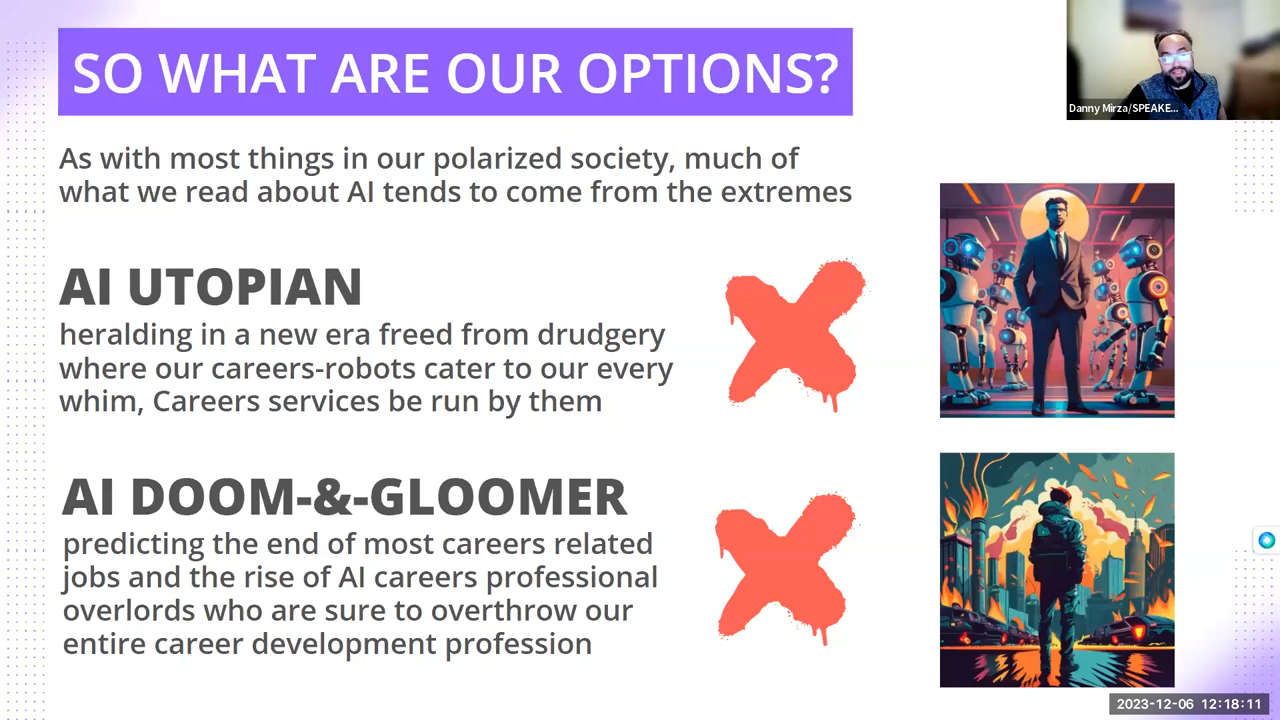 SO WHAT ARE OUR OPTIONS?
Danny Mirza/SPEAKE...
As with most things in our polarized society, much of
what we read about AI tends to come from the extremes
AI UTOPIAN
heralding in a new era freed from drudgery
where our careers-robots cater to our every
whim, Careers services be run by them
AI DOOM-&-GLOOMER
predicting the end of most careers related
jobs and the rise of AI careers professional
overlords who are sure to overthrow our
entire career development profession
2023-12-06 12:18:11